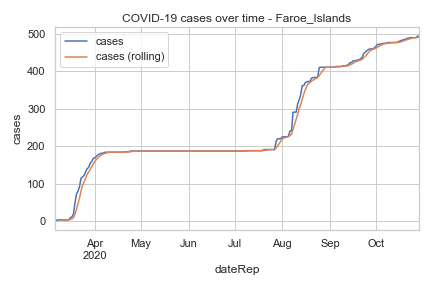 COVID-19 cases over time - Faroe_Islands
cases
cases (rolling)
500
400
300
200
100
0
cases
Apr May Jun Jul Aug Sep Oct
2020
dateRep